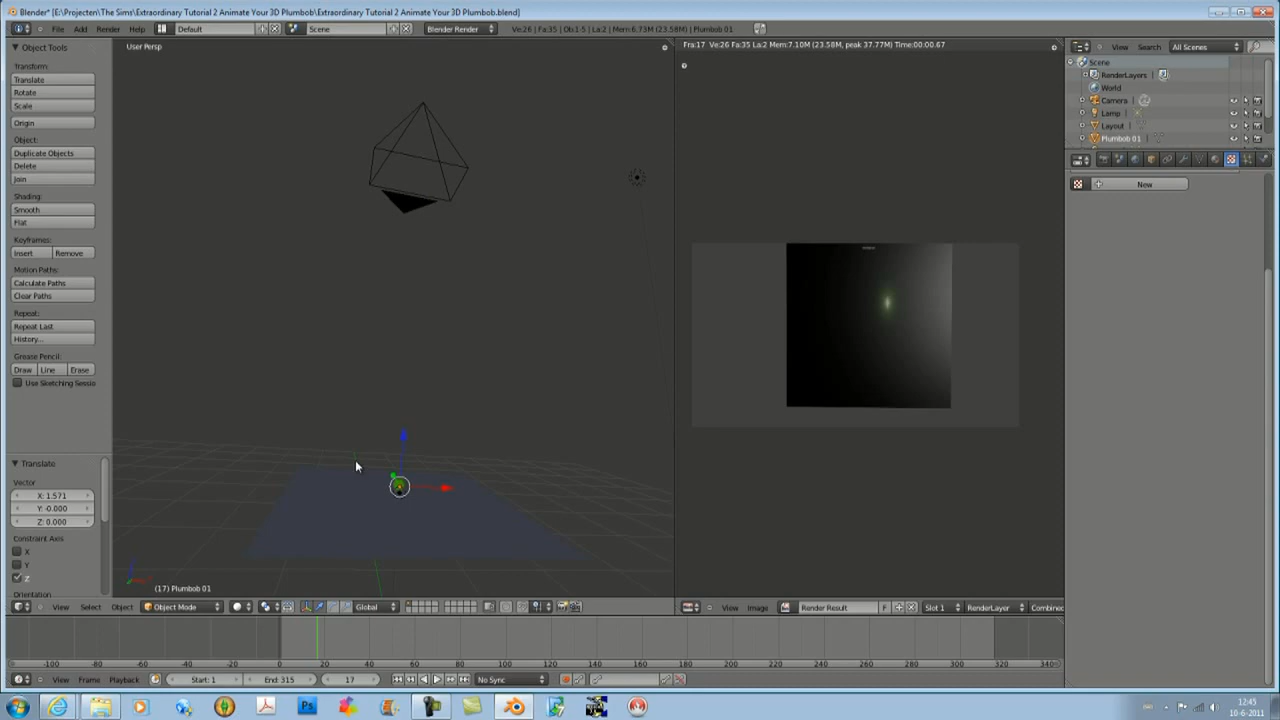 Blender* [E:\Projecten\The Sims\Extraordinary Tutorial 2 Animate Your 3D Plumbob\Extraordinary Tutorial 2 Animate Your 3D Plumbob.blend]
File Add Render Help Default Scene Blender Render Ve:26 | Fa:35 | Ob:1-5 | La:2 | Mem:6.73M (23.58M) | Plumbob 01
Object Tools
Transform:
Translate
Rotate
Scale
Origin
Object:
Duplicate Objects
Delete
Join
Shading:
Smooth
Flat
Keyframes:
Insert Remove
Motion Paths:
Calculate Paths
Clear Paths
Repeat:
Repeat Last
History...
Grease Pencil:
Draw Line Erase
Use Sketching Sessio
Translate
Vector
X: 1.571
Y: -0.000
Z: 0.000
Constraint Axis
X
Y
Z
Orientation
User Persp
(17) Plumbob 01
View Select Object Object Mode Global
Fra:17 Ve:26 Fa:35 La:2 Mem:7.10M (23.58M, peak 37.77M) Time:00:00.67
View Image Render Result F Slot 1 RenderLayer Combined
View Search All Scenes
Scene
RenderLayers |
World
Camera |
Lamp |
Layout |
Plumbob 01
New
-100 -80 -60 -40 -20 0 20 40 60 80 100 120 140 160 180 200 220 240 260 280 300 320 340
View Frame Playback Start: 1 End: 315 17 No Sync
12:45
10-6-2011